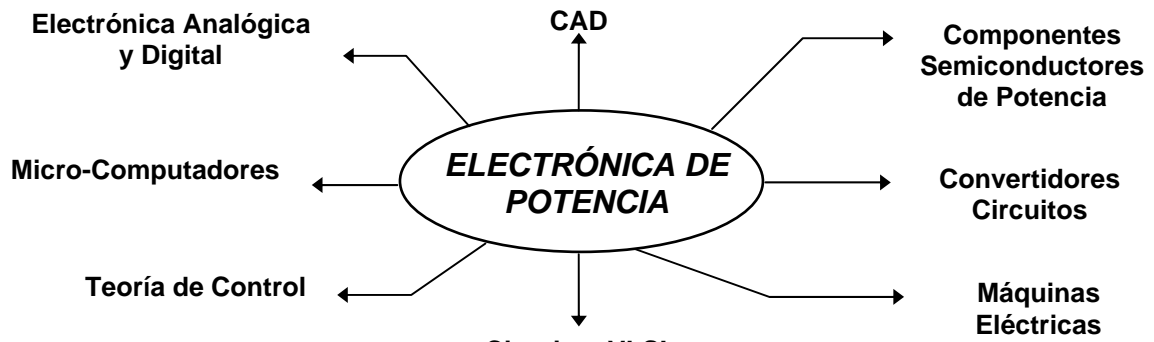 Electrónica Analógica
y Digital
CAD
Componentes
Semiconductores
de Potencia
Micro-Computadores
ELECTRÓNICA DE
POTENCIA
Convertidores
Circuitos
Teoría de Control
Máquinas
Eléctricas